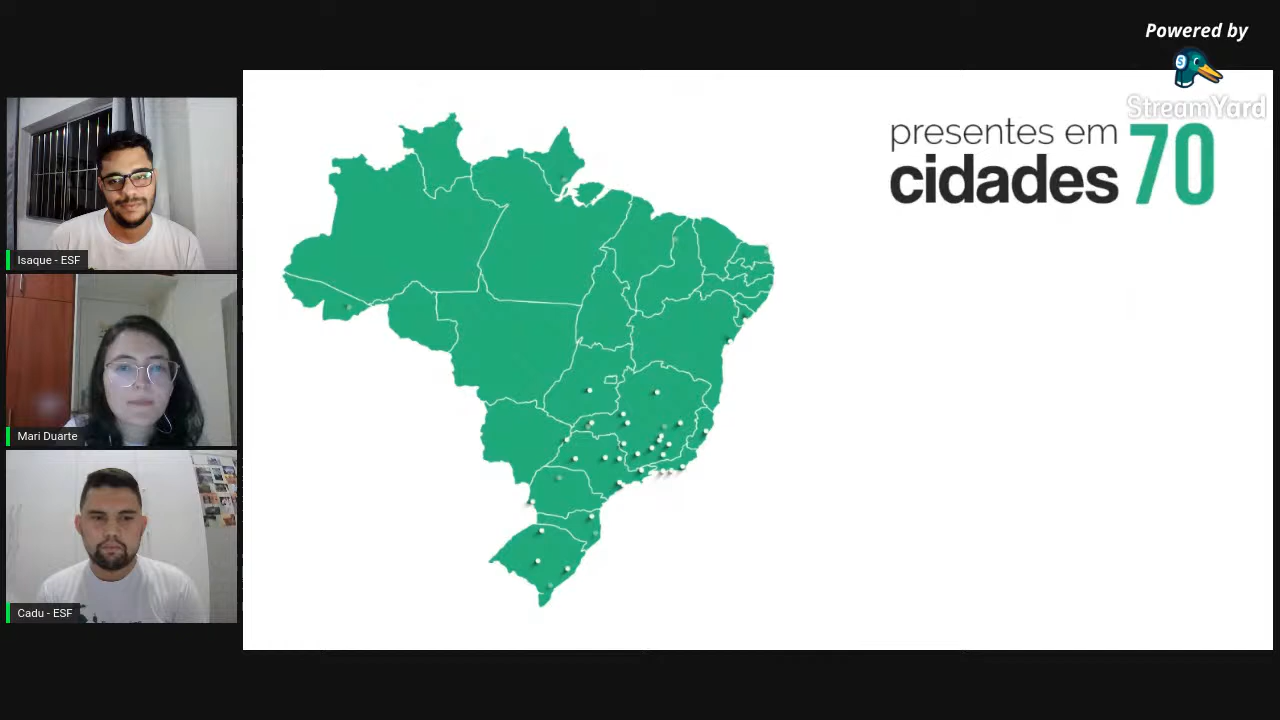 Powered by
StreamYard
presentes em
cidades 70
Isaque - ESF
Mari Duarte
Cadu - ESF